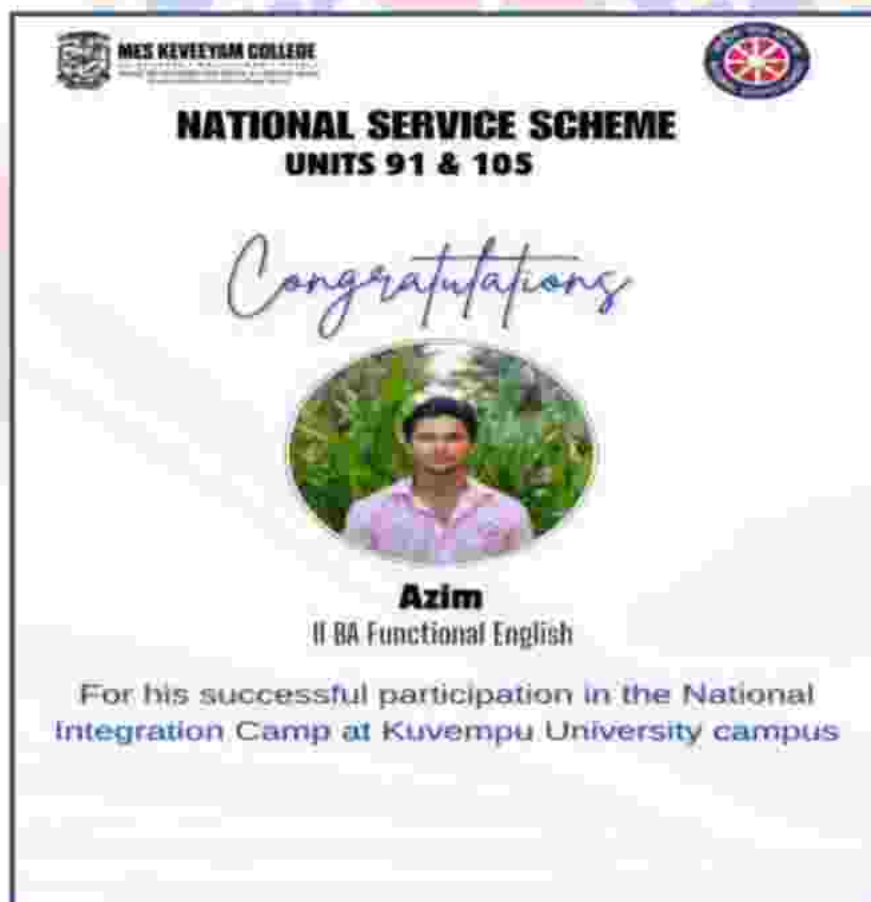 MES KEVEEYAM COLLEGE
NATIONAL SERVICE SCHEME
UNITS 91 & 105
Congratulations
Azim
II BA Functional English
For his successful participation in the National
Integration Camp at Kuvempu University campus